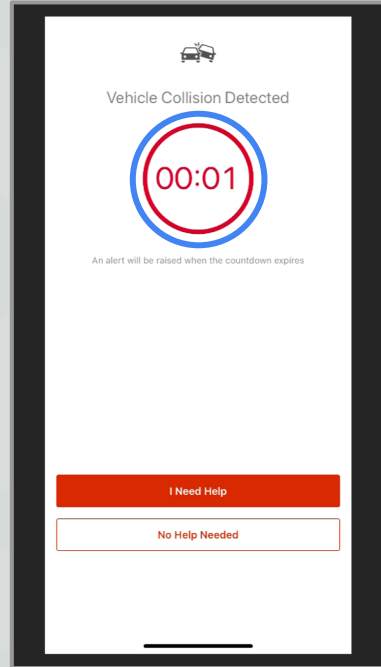 Vehicle Collision Detected
00:01
An alert will be raised when the countdown expires
I Need Help
No Help Needed